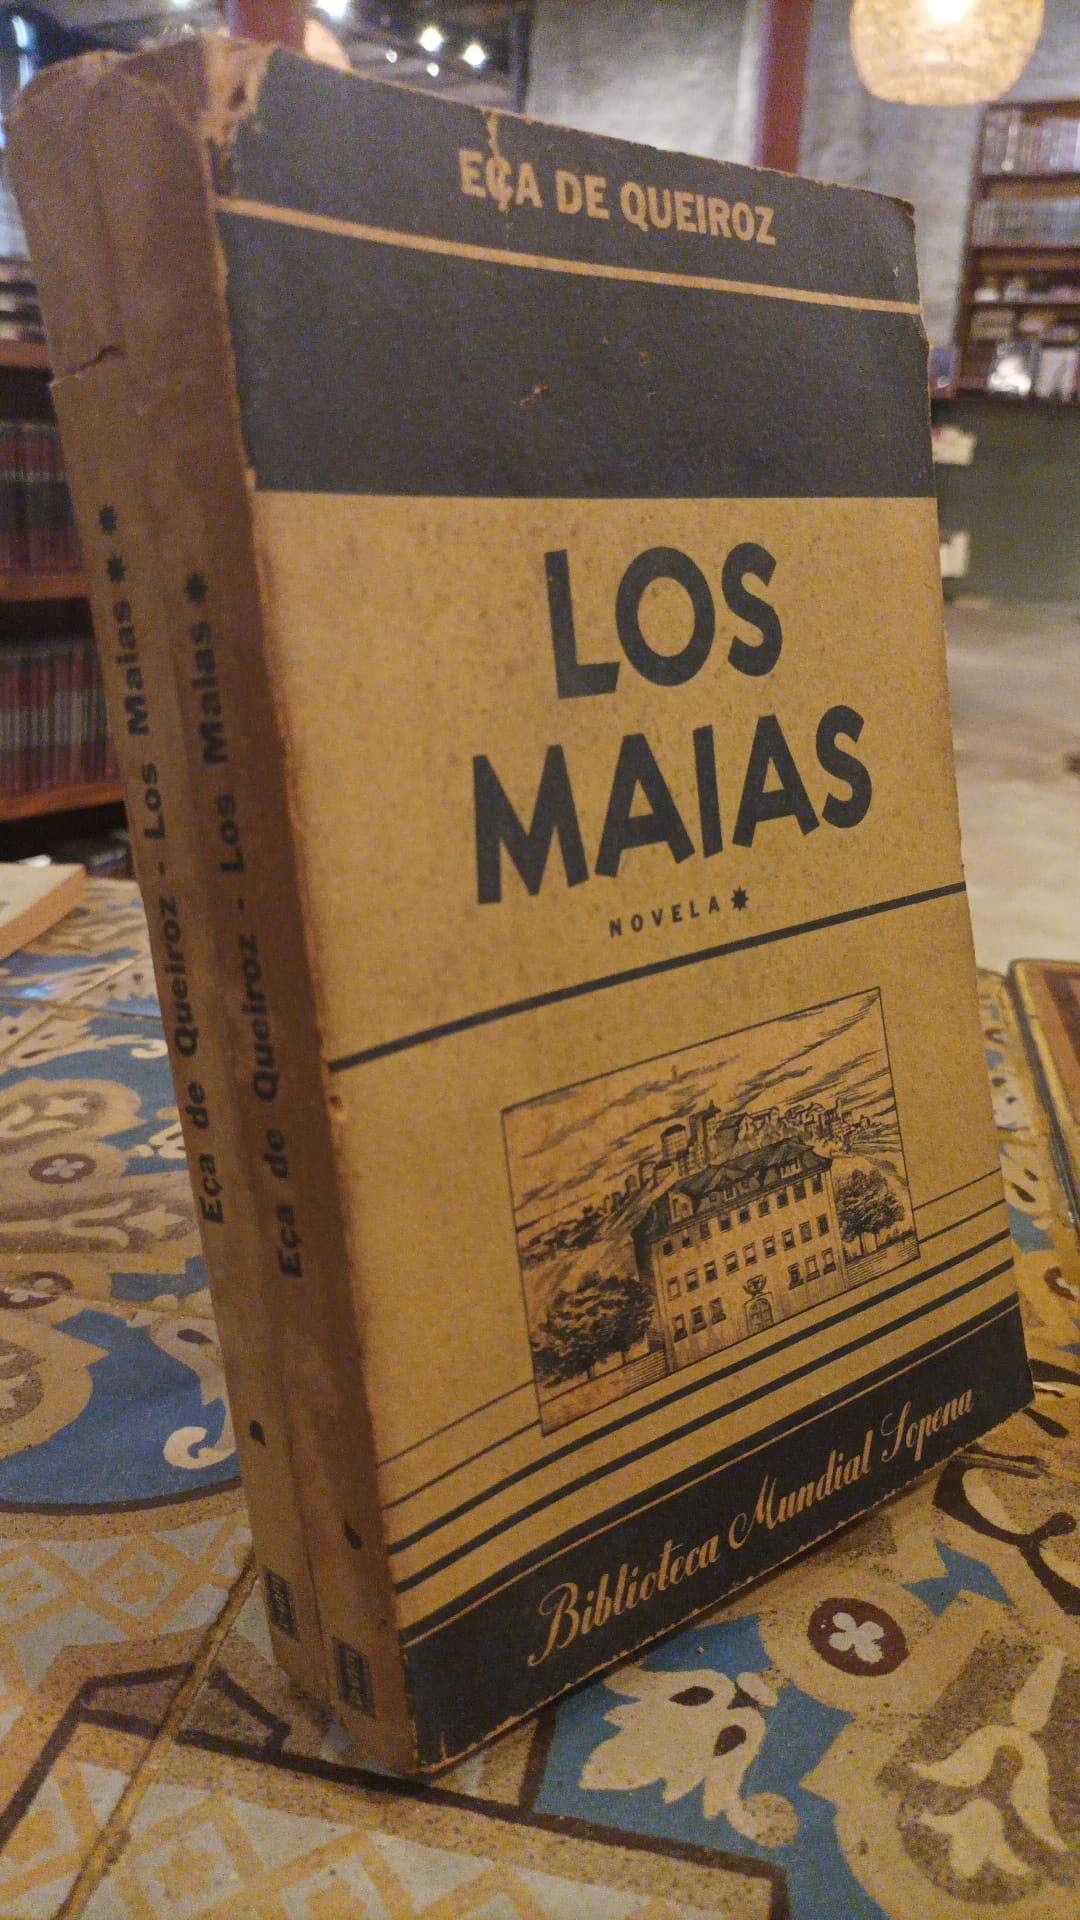 EÇA DE QUEIROZ
LOS
MAIAS
NOVELA
Biblioteca Mundial Sopena
Eça de Queiroz - Los Maias
Eça de Queiroz - Los Maias